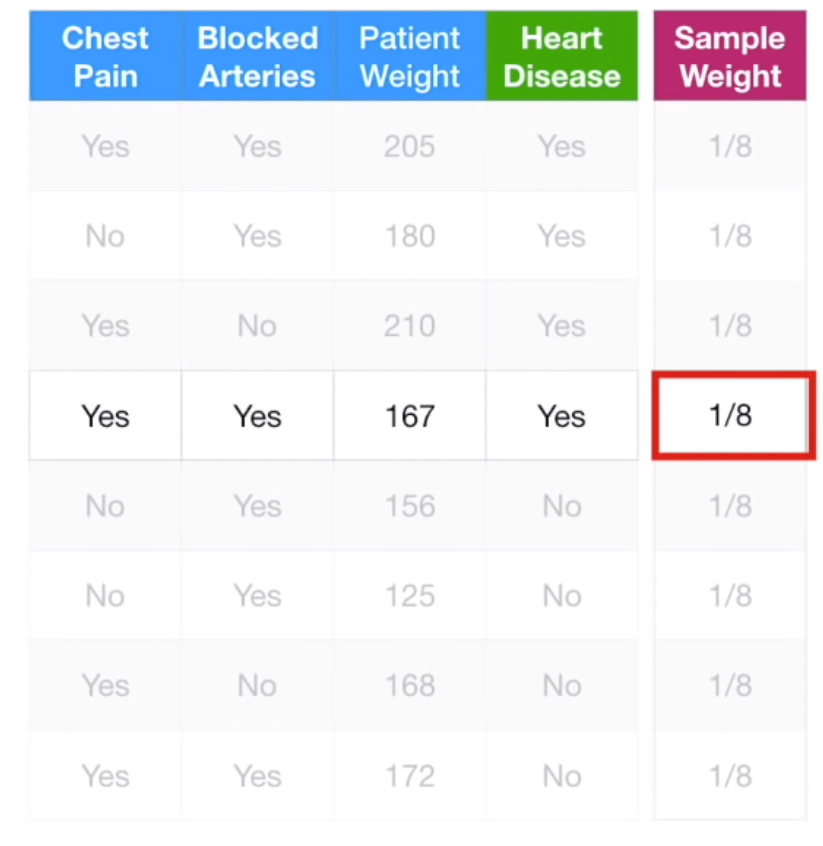 Chest Pain Blocked Arteries Patient Weight Heart Disease Sample Weight
Yes Yes 205 Yes 1/8
No Yes 180 Yes 1/8
Yes No 210 Yes 1/8
Yes Yes 167 Yes 1/8
No Yes 156 No 1/8
No Yes 125 No 1/8
Yes No 168 No 1/8
Yes Yes 172 No 1/8